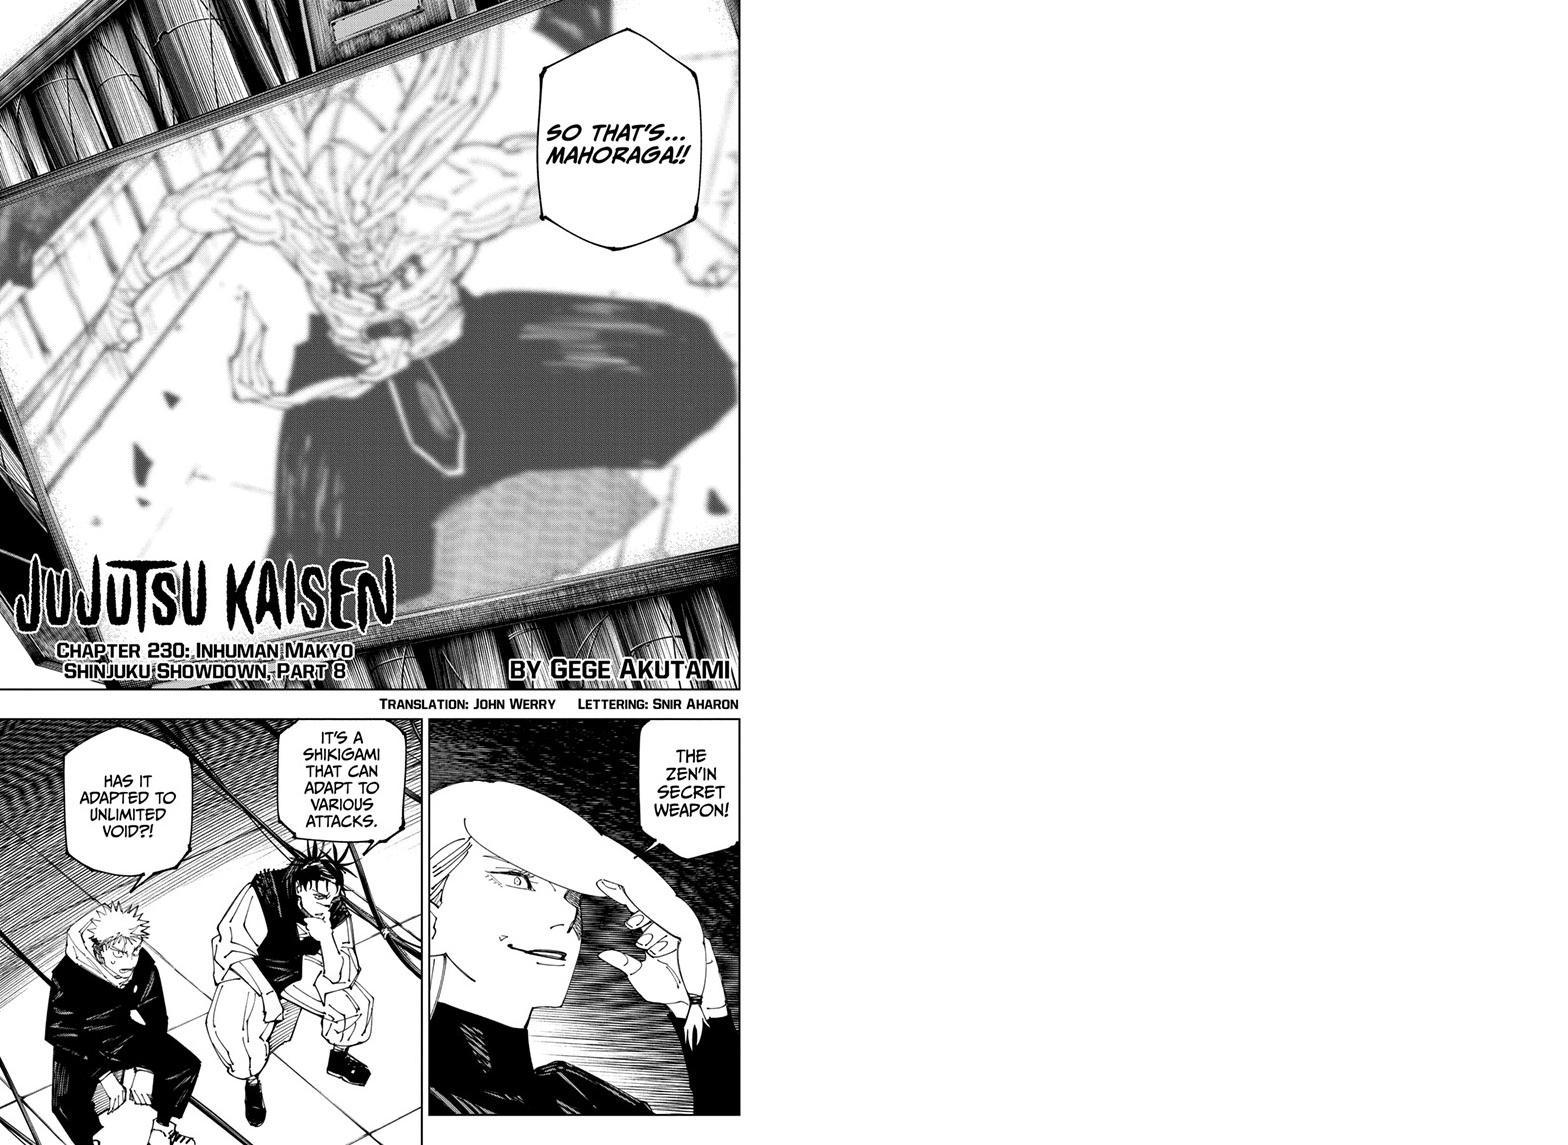 SO THAT'S...
MAHORAGA!!
JUJUTSU KAISEN
CHAPTER 230: INHUMAN MAKYO
SHINJUKU SHOWDOWN, PART 8
BY GEGE AKUTAMI
TRANSLATION: JOHN WERRY LETTERING: SNIR AHARON
THE
ZEN'IN
SECRET
WEAPON!
IT'S A
SHIKIGAMI
THAT CAN
ADAPT TO
VARIOUS
ATTACKS.
HAS IT
ADAPTED TO
UNLIMITED
VOID?!